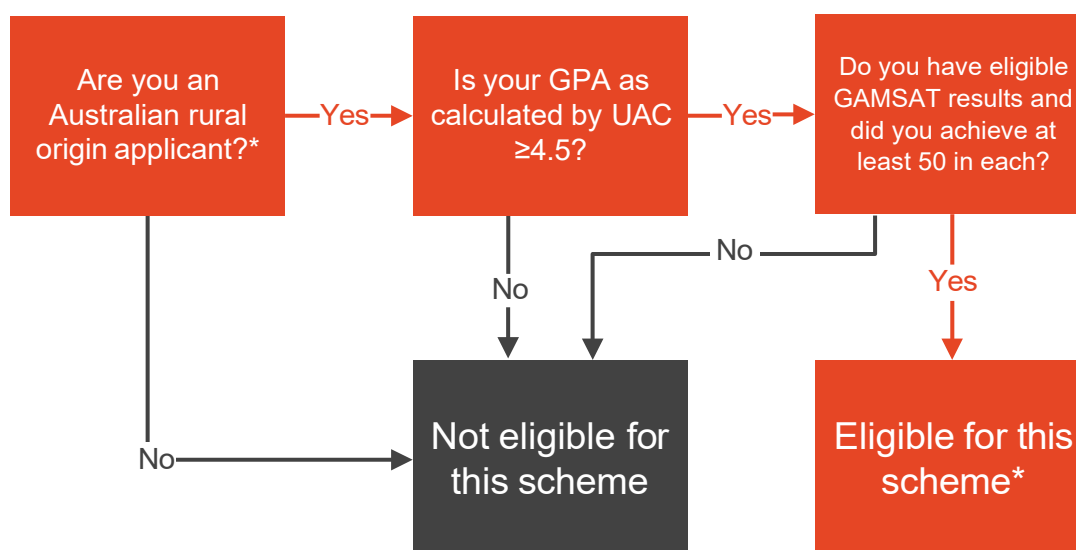 Are you an
Australian rural
origin applicant?*
Yes
Is your GPA as
calculated by UAC
≥4.5?
Yes
Do you have eligible
GAMSAT results and
did you achieve at
least 50 in each?
No
No
No
Yes
Not eligible for
this scheme
Eligible for this
scheme*